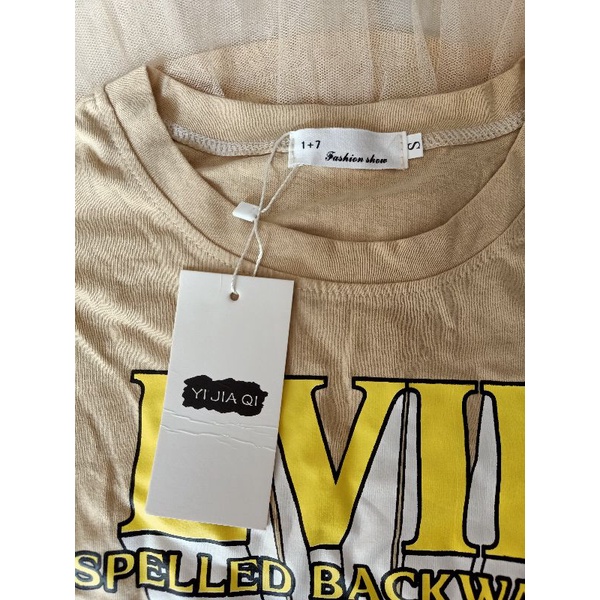 1+7
Fashion show
S
YI JIA QI
EVIL
SPELLED BACKWA